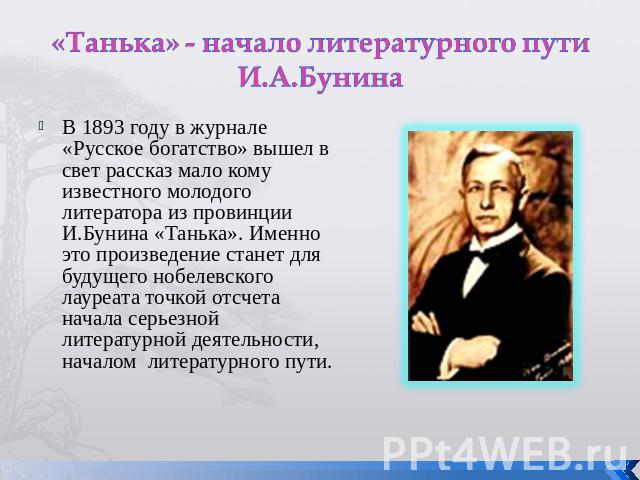 «Танька» - начало литературного пути
И.А.Бунина
В 1893 году в журнале
«Русское богатство» вышел в
свет рассказ мало кому
известного молодого
литератора из провинции
И.Бунина «Танька». Именно
это произведение станет для
будущего нобелевского
лауреата точкой отсчета
начала серьезной
литературной деятельности,
началом литературного пути.
PPt4WEB.ru